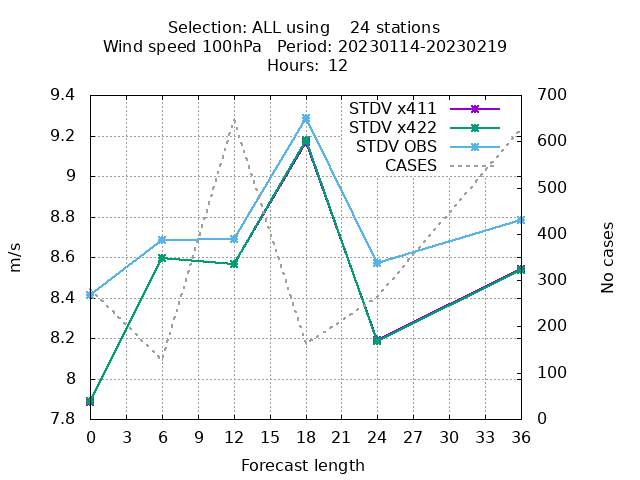 Selection: ALL using    24 stations
Wind speed 100hPa   Period: 20230114-20230219
Hours: 12
STDV x411
STDV x422
STDV OBS
CASES
9.4
9.2
9
8.8
8.6
8.4
8.2
8
7.8
m/s
700
600
500
400
300
200
100
0
No cases
0 3 6 9 12 15 18 21 24 27 30 33 36
Forecast length